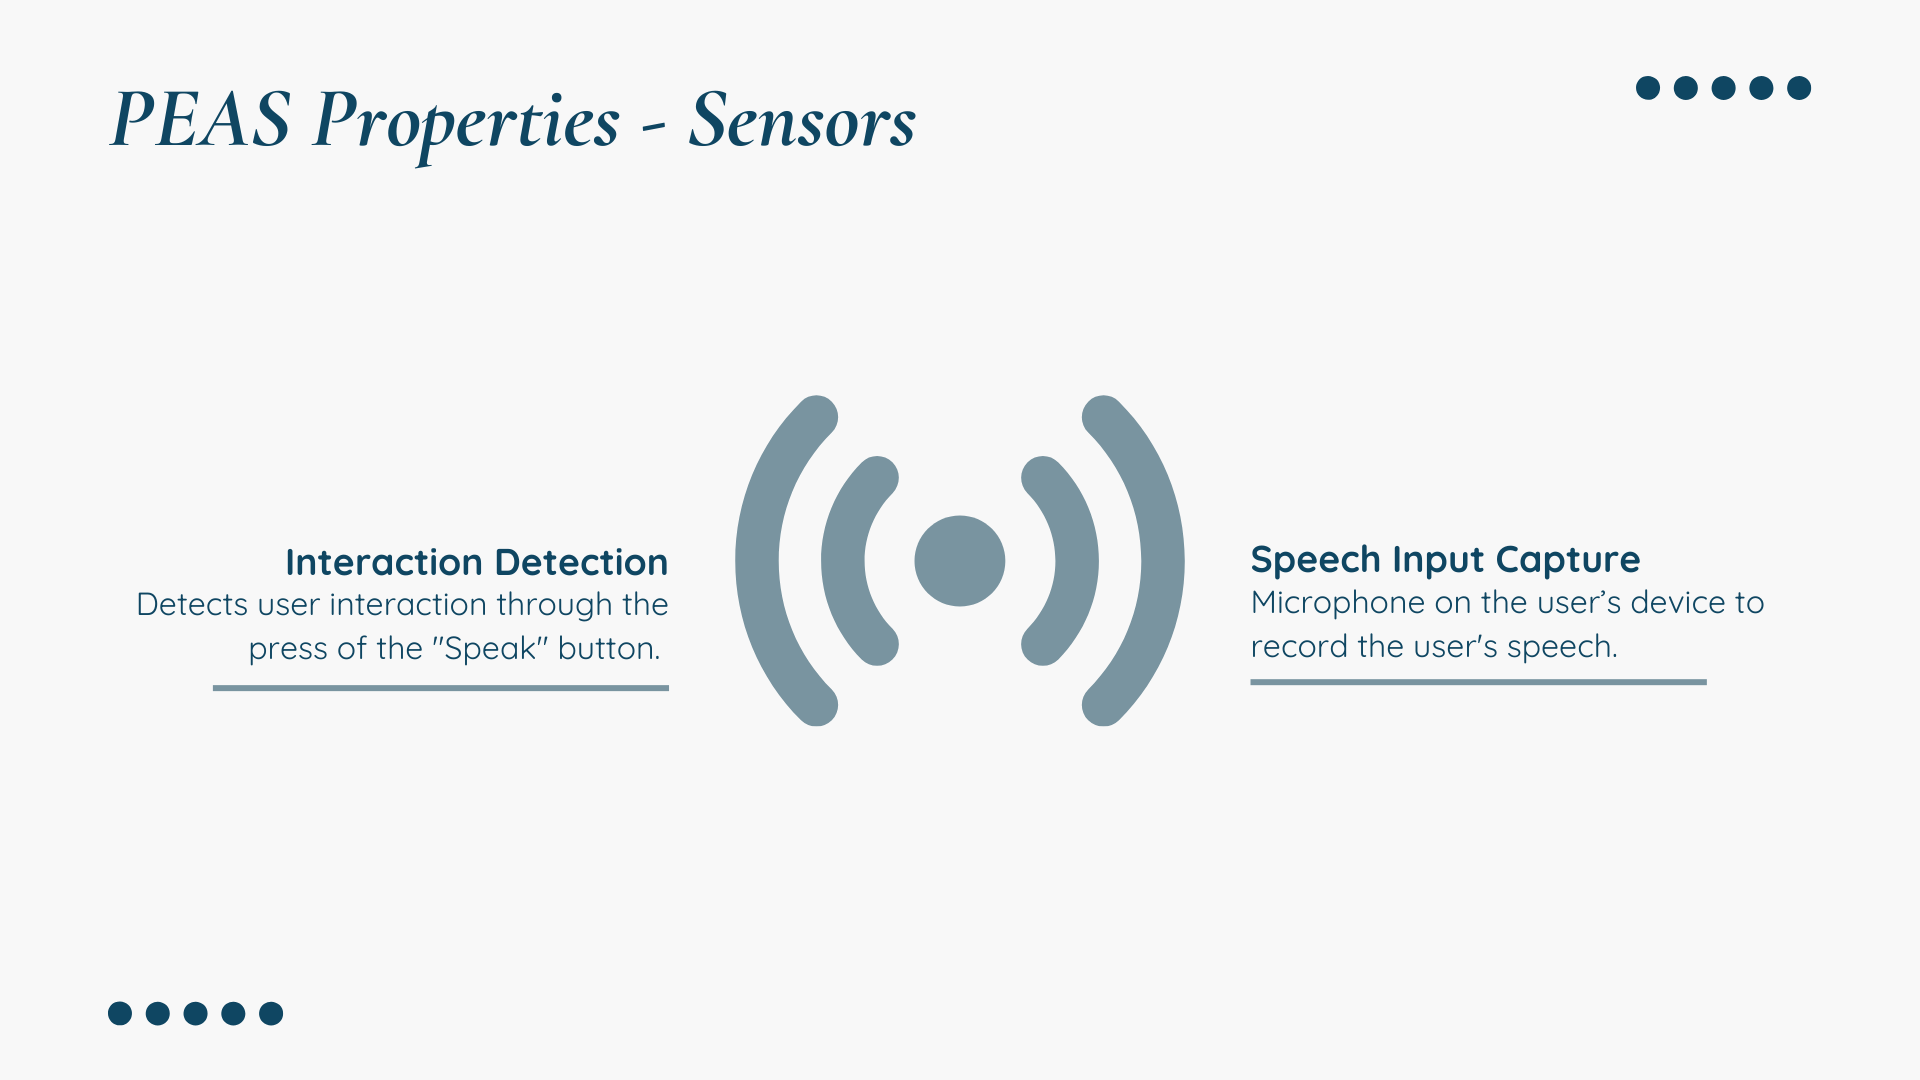 PEAS Properties - Sensors
Interaction Detection
Detects user interaction through the
press of the "Speak" button.
Speech Input Capture
Microphone on the user’s device to
record the user's speech.